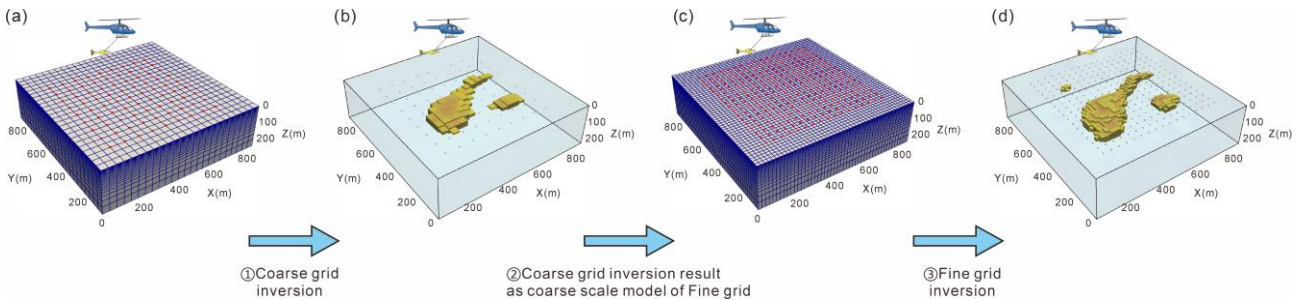 (a)
(b)
(c)
(d)
0
100
200
Z(m)
800
600
Y(m)
400
200
0
200
400
X(m)
600
800
0
100
200
Z(m)
800
600
Y(m)
400
200
0
200
400
X(m)
600
800
0
100
200
Z(m)
800
600
Y(m)
400
200
0
200
400
X(m)
600
800
0
100
200
Z(m)
800
600
Y(m)
400
200
0
200
400
X(m)
600
800
①Coarse grid
inversion
②Coarse grid inversion result
as coarse scale model of Fine grid
③Fine grid
inversion